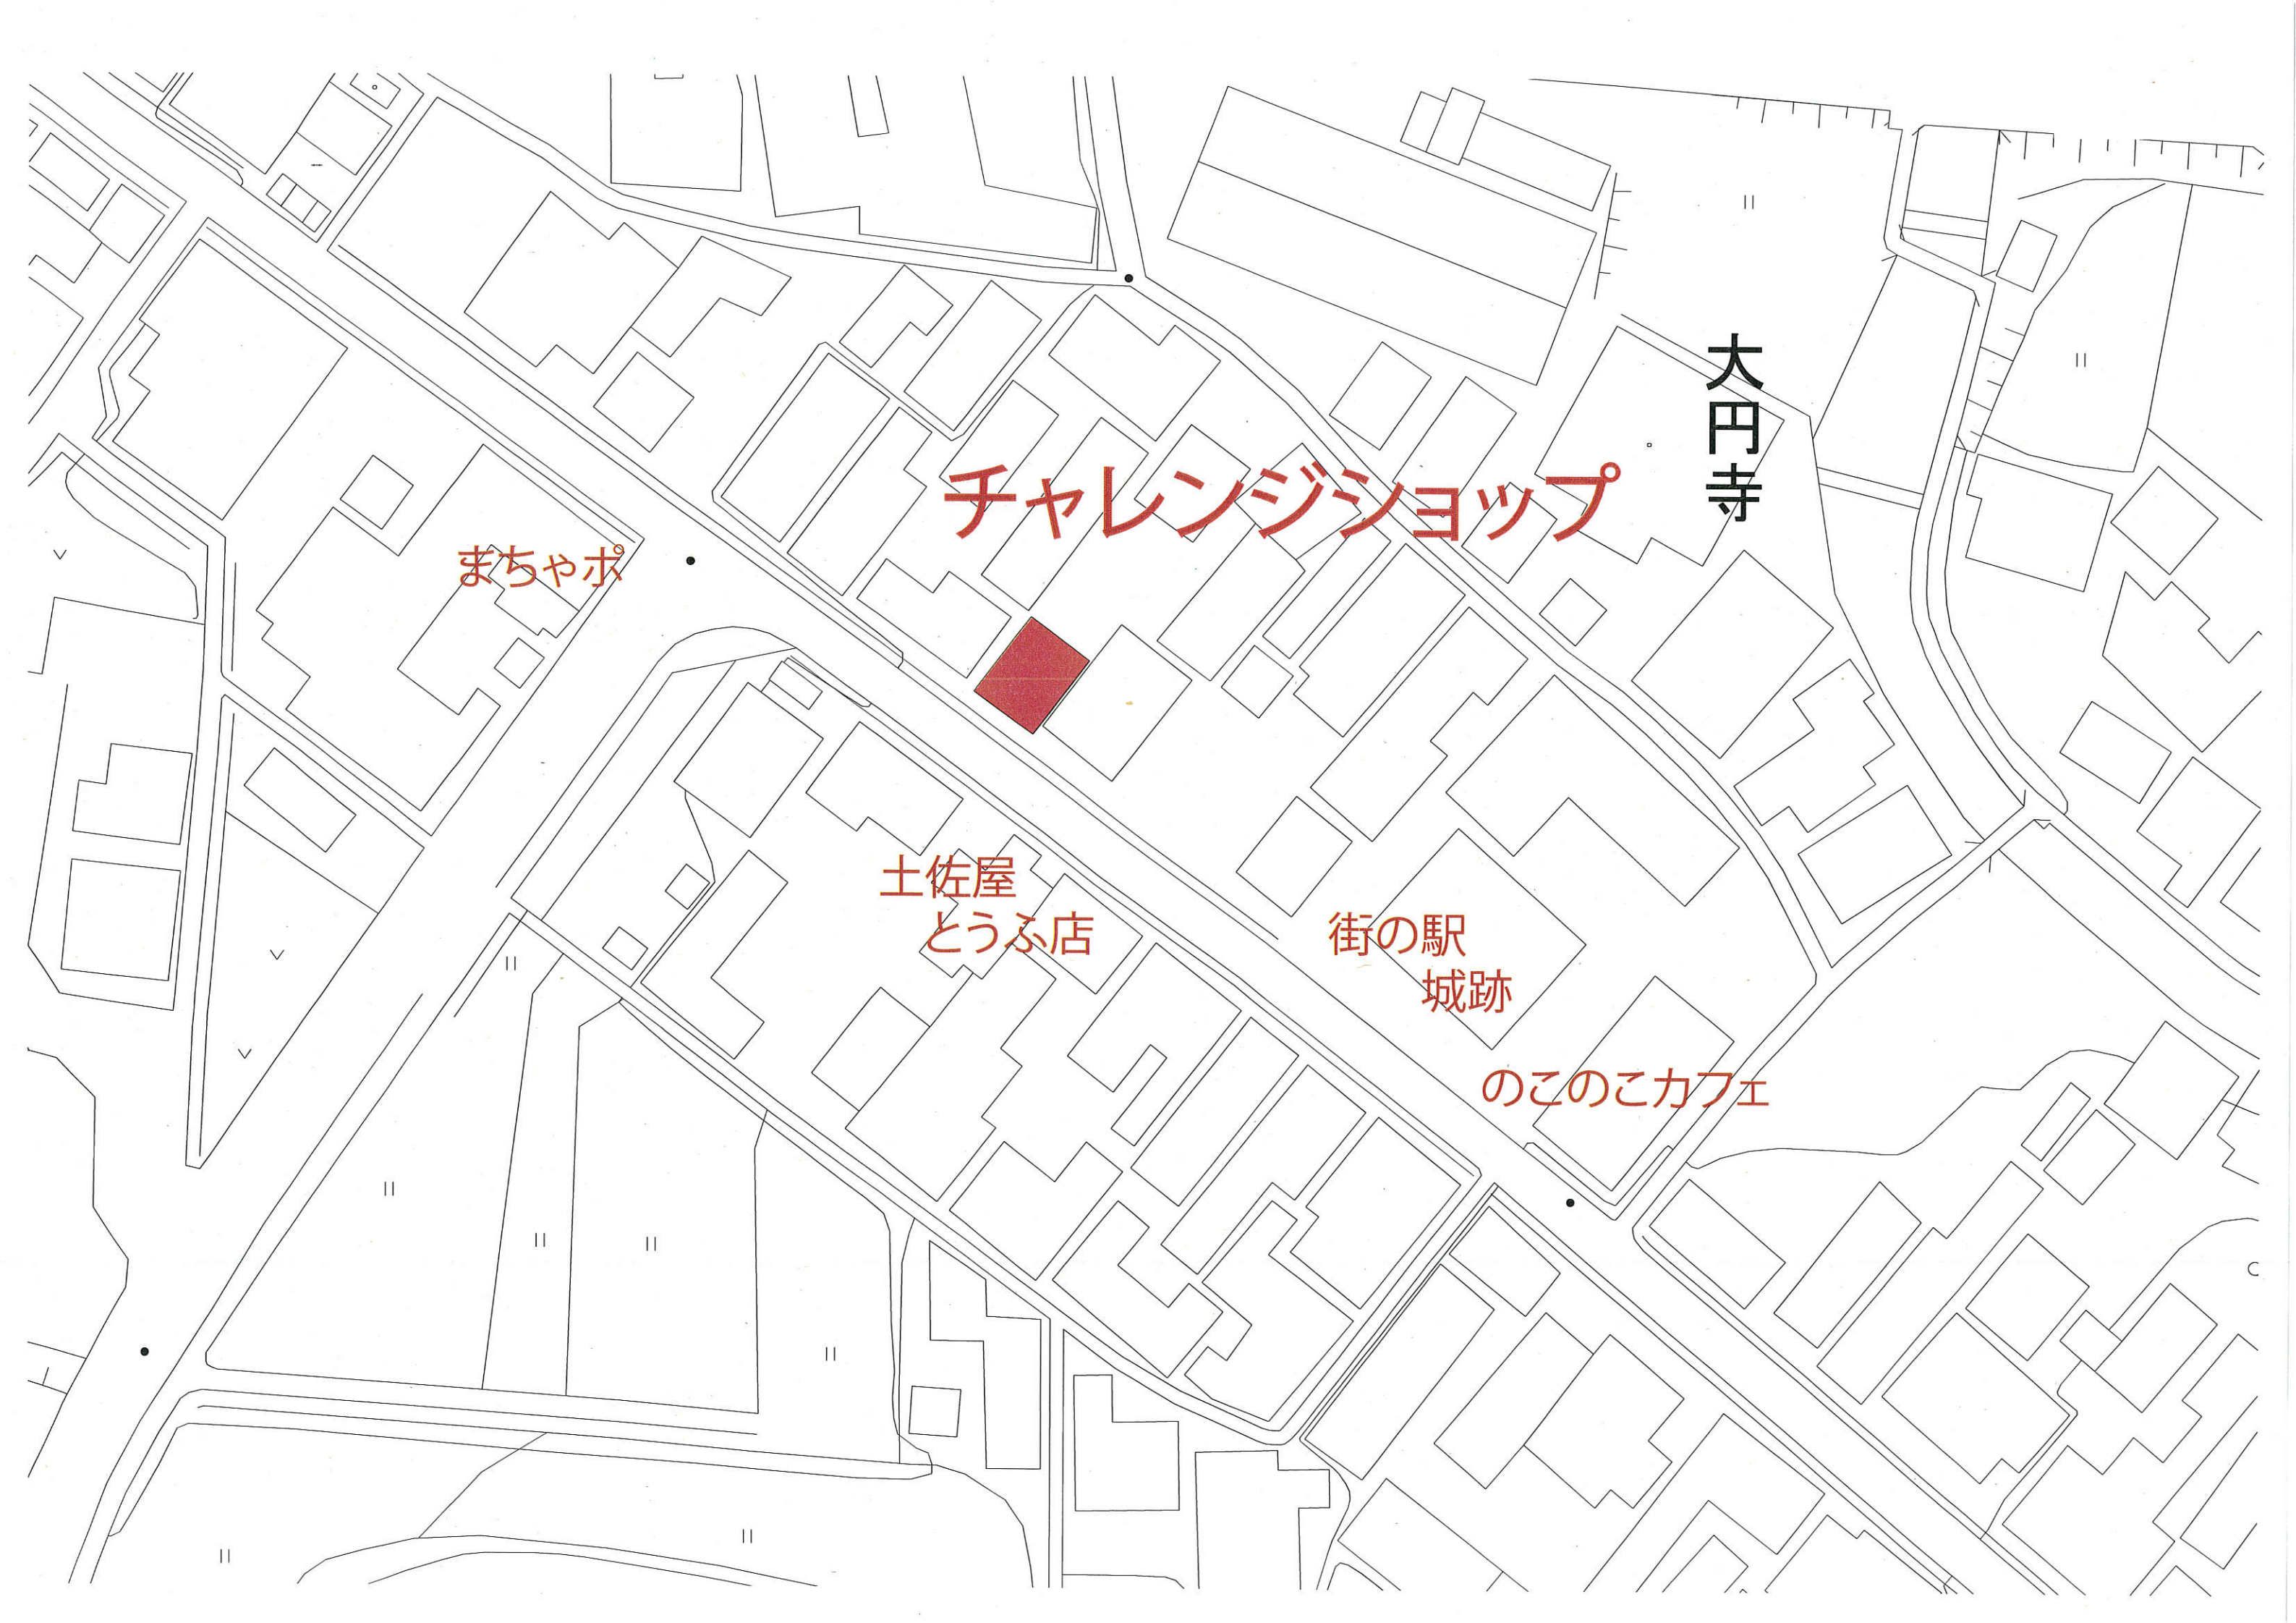 大円寺
チャレンジショップ
まちゃポ
土佐屋
とうふ店
街の駅
城跡
のこのこカフェ